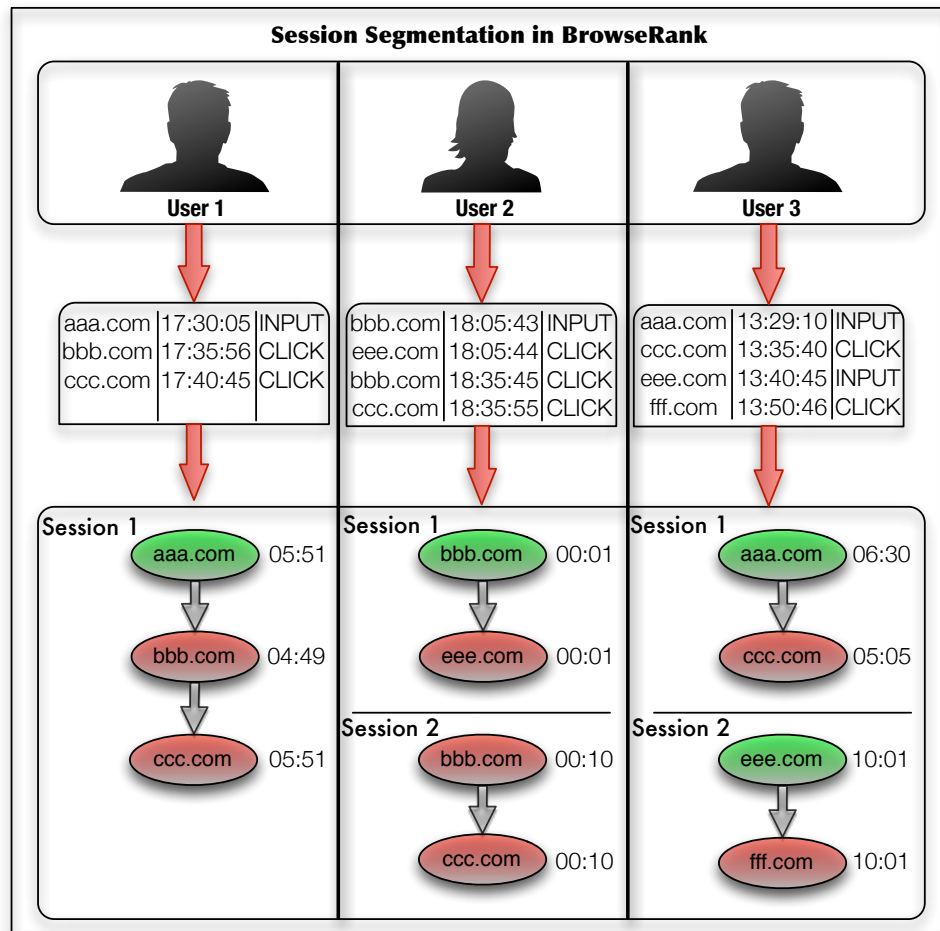 Session Segmentation in BrowseRank
User 1
User 2
User 3
aaa.com 17:30:05 INPUT
bbb.com 17:35:56 CLICK
ccc.com 17:40:45 CLICK
bbb.com 18:05:43 INPUT
eee.com 18:05:44 CLICK
bbb.com 18:35:45 CLICK
ccc.com 18:35:55 CLICK
aaa.com 13:29:10 INPUT
ccc.com 13:35:40 CLICK
eee.com 13:40:45 INPUT
fff.com 13:50:46 CLICK
Session 1
aaa.com 05:51
bbb.com 04:49
ccc.com 05:51
Session 1
bbb.com 00:01
eee.com 00:01
Session 2
bbb.com 00:10
ccc.com 00:10
Session 1
aaa.com 06:30
ccc.com 05:05
Session 2
eee.com 10:01
fff.com 10:01